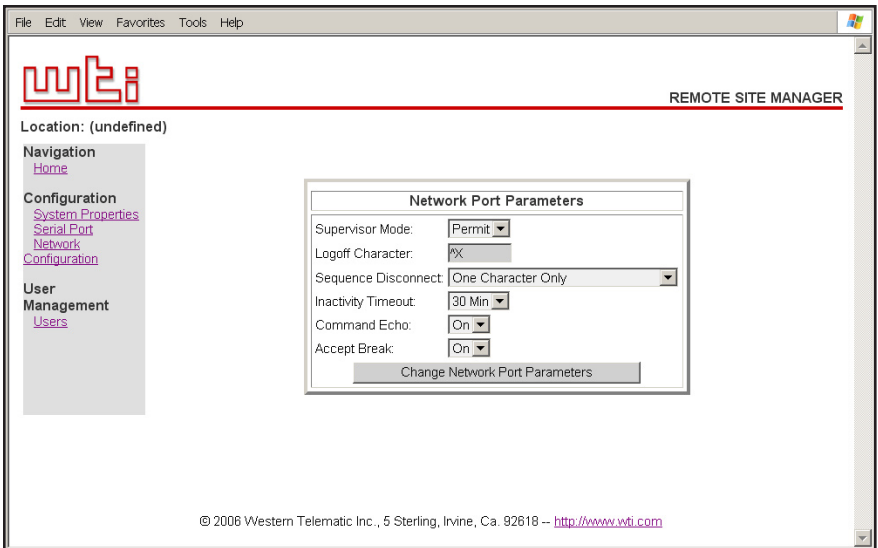 File Edit View Favorites Tools Help
wti
REMOTE SITE MANAGER
Location: (undefined)
Navigation
Home
Configuration
System Properties
Serial Port
Network
Configuration
User
Management
Users
Network Port Parameters
Supervisor Mode: Permit
Logoff Character: ^X
Sequence Disconnect: One Character Only
Inactivity Timeout: 30 Min
Command Echo: On
Accept Break: On
Change Network Port Parameters
© 2006 Western Telematic Inc., 5 Sterling, Irvine, Ca. 92618 -- http://www.wti.com